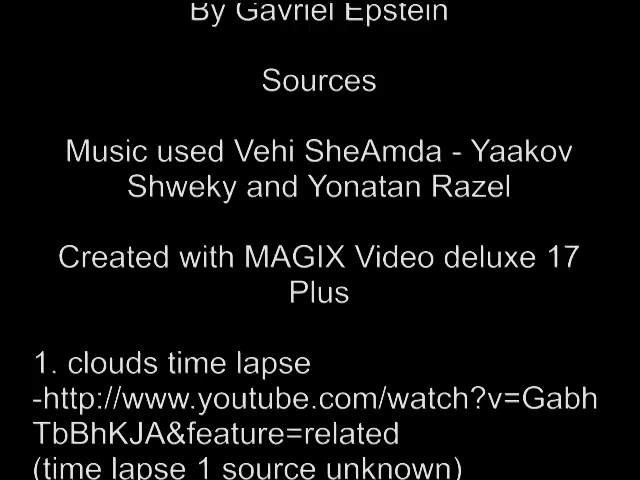 By Gavriel Epstein
Sources
Music used Vehi SheAmda - Yaakov
Shweky and Yonatan Razel
Created with MAGIX Video deluxe 17
Plus
1. clouds time lapse
-http://www.youtube.com/watch?v=Gabh
TbBhKJA&feature=related
(time lapse 1 source unknown)